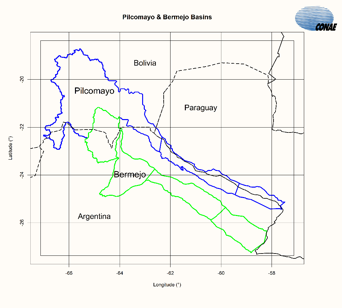 Pilcomayo & Bermejo Basins
CONAE
Bolivia
-20
Pilcomayo
Paraguay
-22
Latitude (°)
-24
Bermejo
Argentina
-26
-66
-64
-62
-60
-58
Longitude (°)